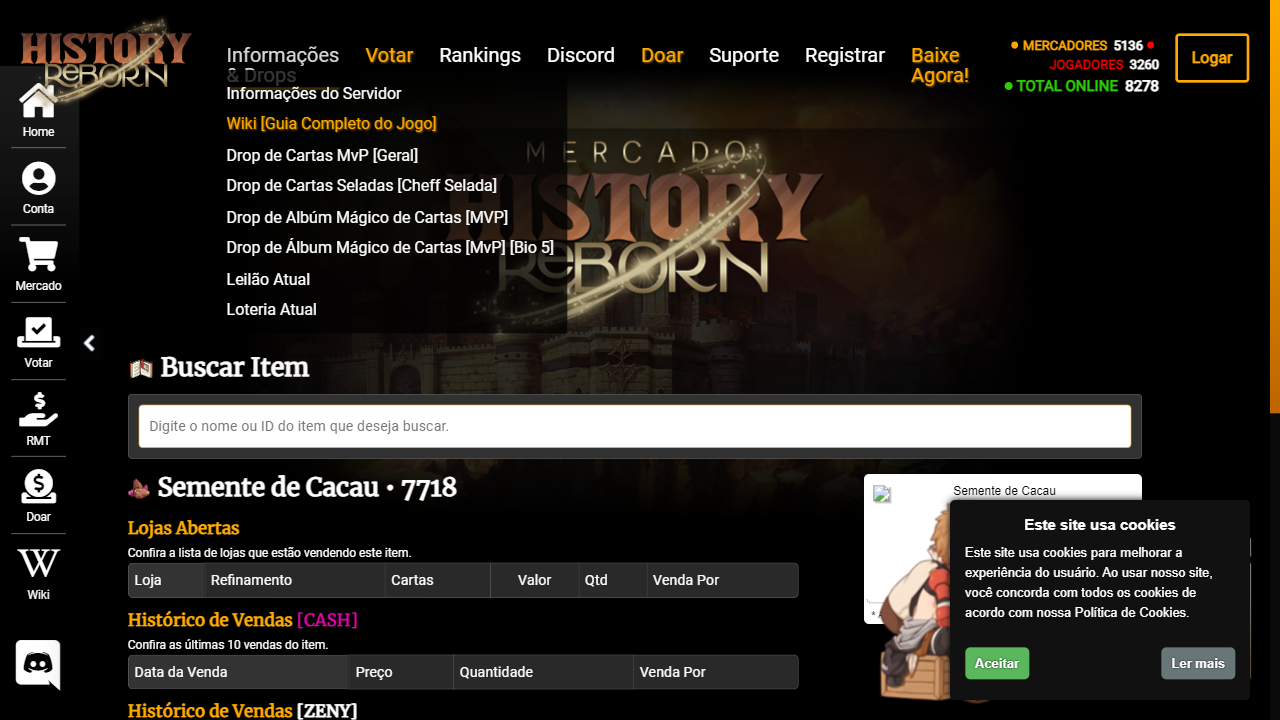 HISTORY
REBORN
Informações
& Drops
Votar
Rankings
Discord
Doar
Suporte
Registrar
Baixe
Agora!
MERCADORES 5136
JOGADORES 3260
TOTAL ONLINE 8278
Logar
Home
Conta
Mercado
Votar
RMT
Doar
Wiki
Informações do Servidor
Wiki [Guia Completo do Jogo]
Drop de Cartas MvP [Geral]
Drop de Cartas Seladas [Cheff Selada]
Drop de Albúm Mágico de Cartas [MVP]
Drop de Álbum Mágico de Cartas [MvP] [Bio 5]
Leilão Atual
Loteria Atual
MERCADO
HISTORY
REBORN
Buscar Item
Digite o nome ou ID do item que deseja buscar.
Semente de Cacau • 7718
Lojas Abertas
Confira a lista de lojas que estão vendendo este item.
Loja Refinamento Cartas Valor Qtd Venda Por
Histórico de Vendas [CASH]
Confira as últimas 10 vendas do item.
Data da Venda Preço Quantidade Venda Por
Histórico de Vendas [ZENY]
Semente de Cacau
Este site usa cookies
Este site usa cookies para melhorar a
experiência do usuário. Ao usar nosso site,
você concorda com todos os cookies de
acordo com nossa Política de Cookies.
Aceitar
Ler mais